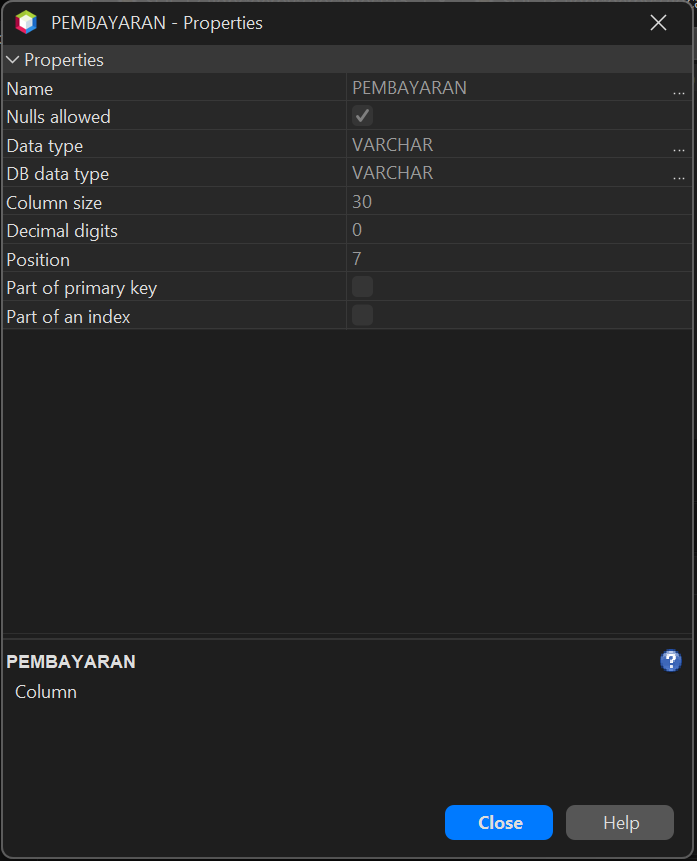 PEMBAYARAN - Properties
Properties
Name PEMBAYARAN ...
Nulls allowed
Data type VARCHAR ...
DB data type VARCHAR ...
Column size 30
Decimal digits 0
Position 7
Part of primary key
Part of an index
PEMBAYARAN
?
Column
Close Help